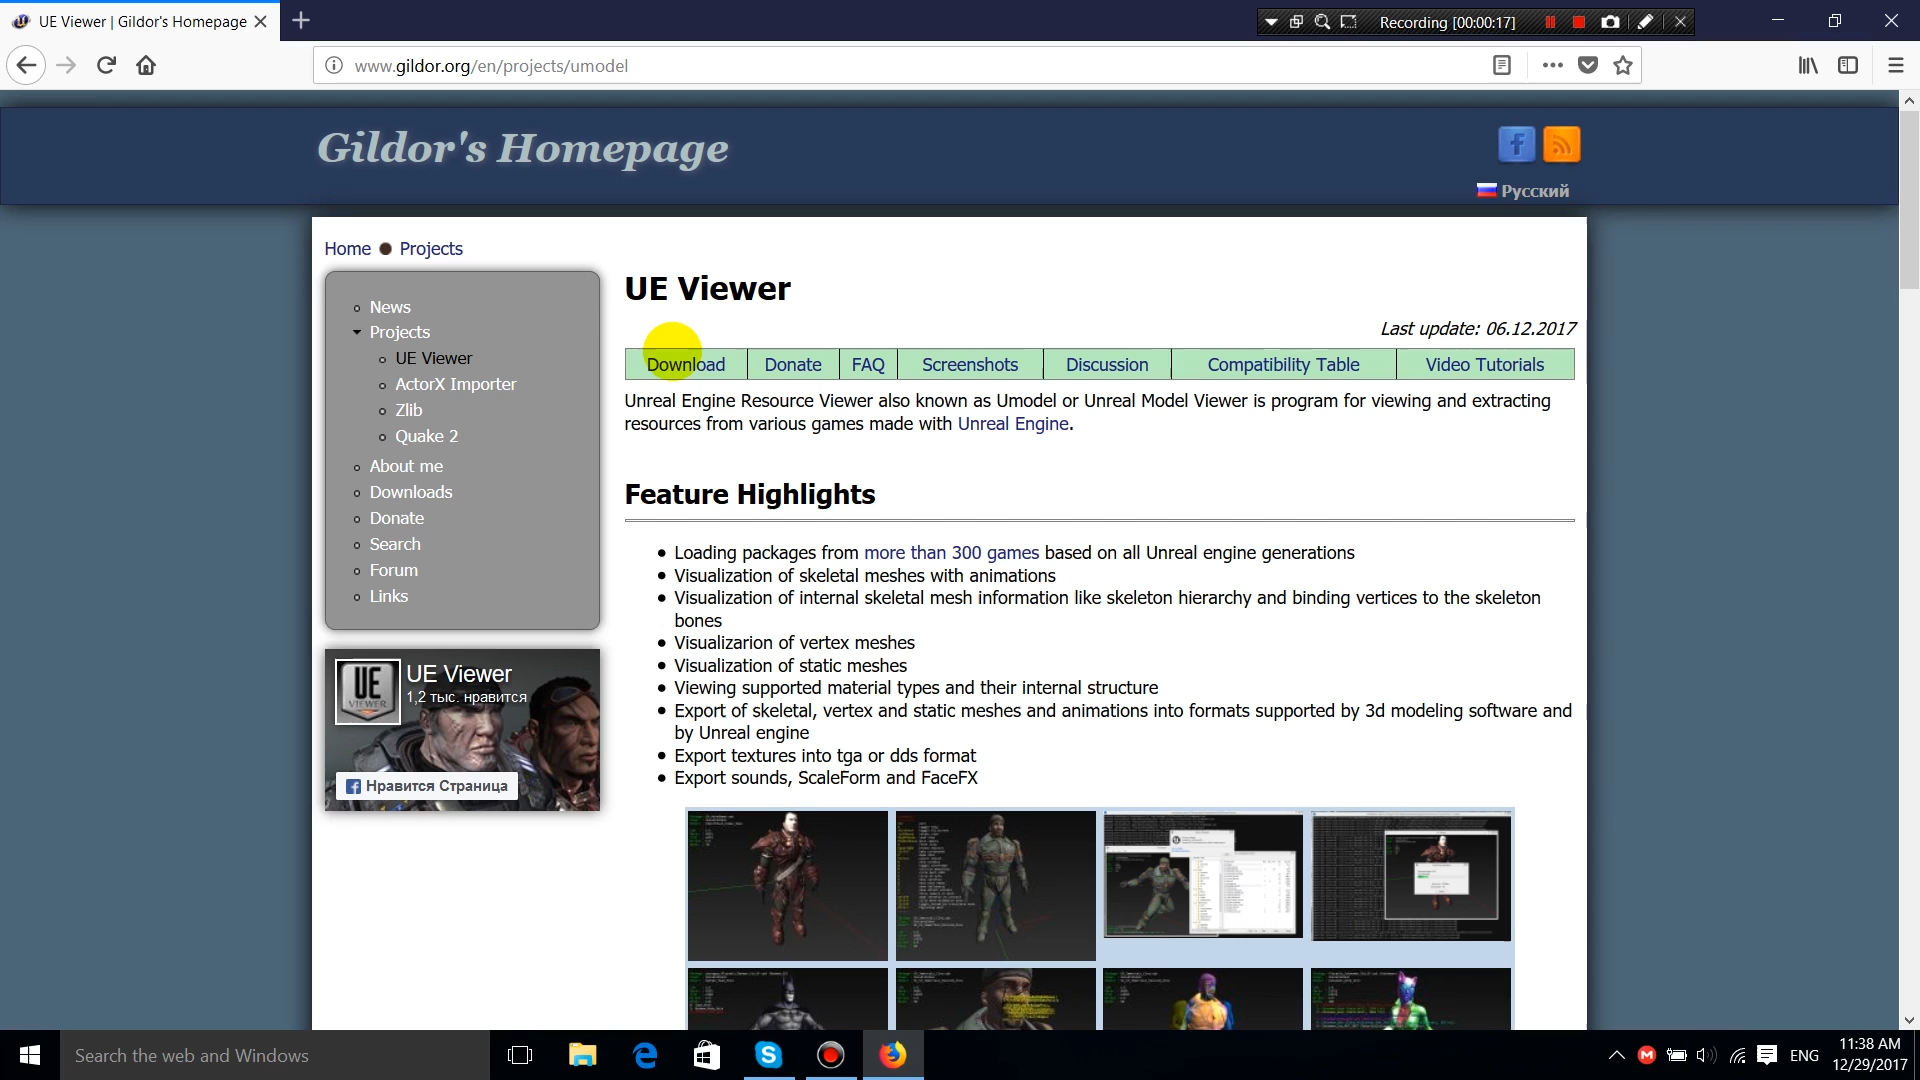 UE Viewer | Gildor's Homepage
Recording [00:00:17]
www.gildor.org/en/projects/umodel
Gildor's Homepage
Русский
Home
Projects
News
Projects
UE Viewer
ActorX Importer
Zlib
Quake 2
About me
Downloads
Donate
Search
Forum
Links
UE
VIEWER
UE Viewer
1,2 тыс. нравится
Нравится Страница
UE Viewer
Last update: 06.12.2017
Download
Donate
FAQ
Screenshots
Discussion
Compatibility Table
Video Tutorials
Unreal Engine Resource Viewer also known as Umodel or Unreal Model Viewer is program for viewing and extracting
resources from various games made with Unreal Engine.
Feature Highlights
Loading packages from more than 300 games based on all Unreal engine generations
Visualization of skeletal meshes with animations
Visualization of internal skeletal mesh information like skeleton hierarchy and binding vertices to the skeleton
bones
Visualizarion of vertex meshes
Visualization of static meshes
Viewing supported material types and their internal structure
Export of skeletal, vertex and static meshes and animations into formats supported by 3d modeling software and
by Unreal engine
Export textures into tga or dds format
Export sounds, ScaleForm and FaceFX
Search the web and Windows
ENG
11:38 AM
12/29/2017